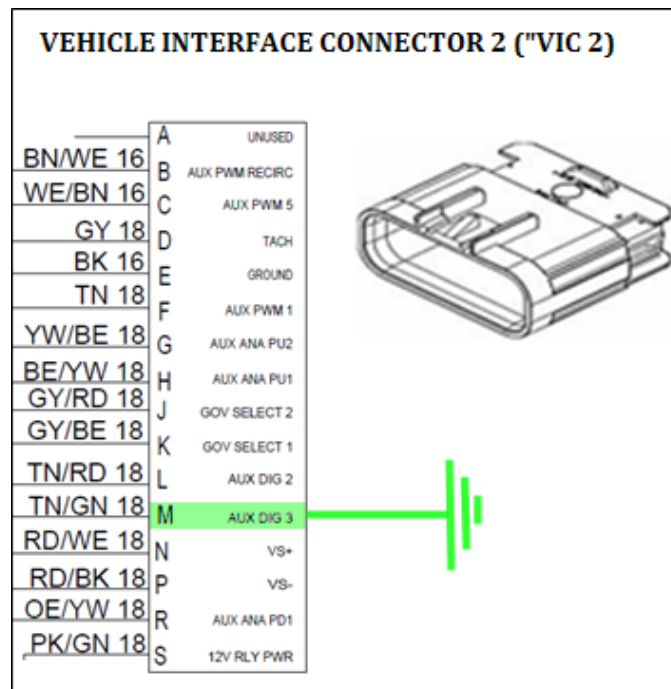 VEHICLE INTERFACE CONNECTOR 2 ("VIC 2)
A UNUSED
BN/WE 16 B AUX PWM RECIRC
WE/BN 16 C AUX PWM 5
GY 18 D TACH
BK 16 E GROUND
TN 18 F AUX PWM 1
YW/BE 18 G AUX ANA PU2
BE/YW 18 H AUX ANA PU1
GY/RD 18 J GOV SELECT 2
GY/BE 18 K GOV SELECT 1
TN/RD 18 L AUX DIG 2
TN/GN 18 M AUX DIG 3
RD/WE 18 N VS+
RD/BK 18 P VS-
OE/YW 18 R AUX ANA PD1
PK/GN 18 S 12V RLY PWR